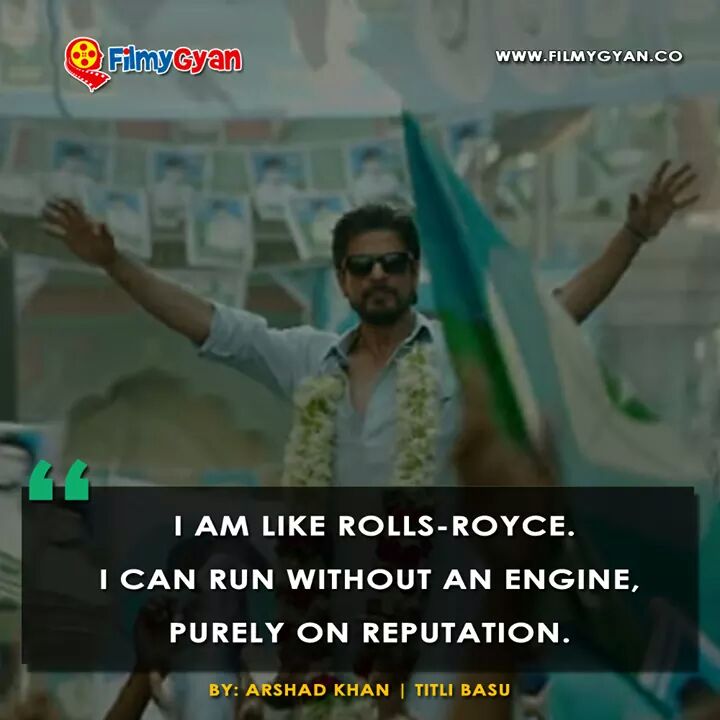 FilmyGyan
WWW.FILMYGYAN.CO
“
I AM LIKE ROLLS-ROYCE.
I CAN RUN WITHOUT AN ENGINE,
PURELY ON REPUTATION.
BY: ARSHAD KHAN | TITLI BASU